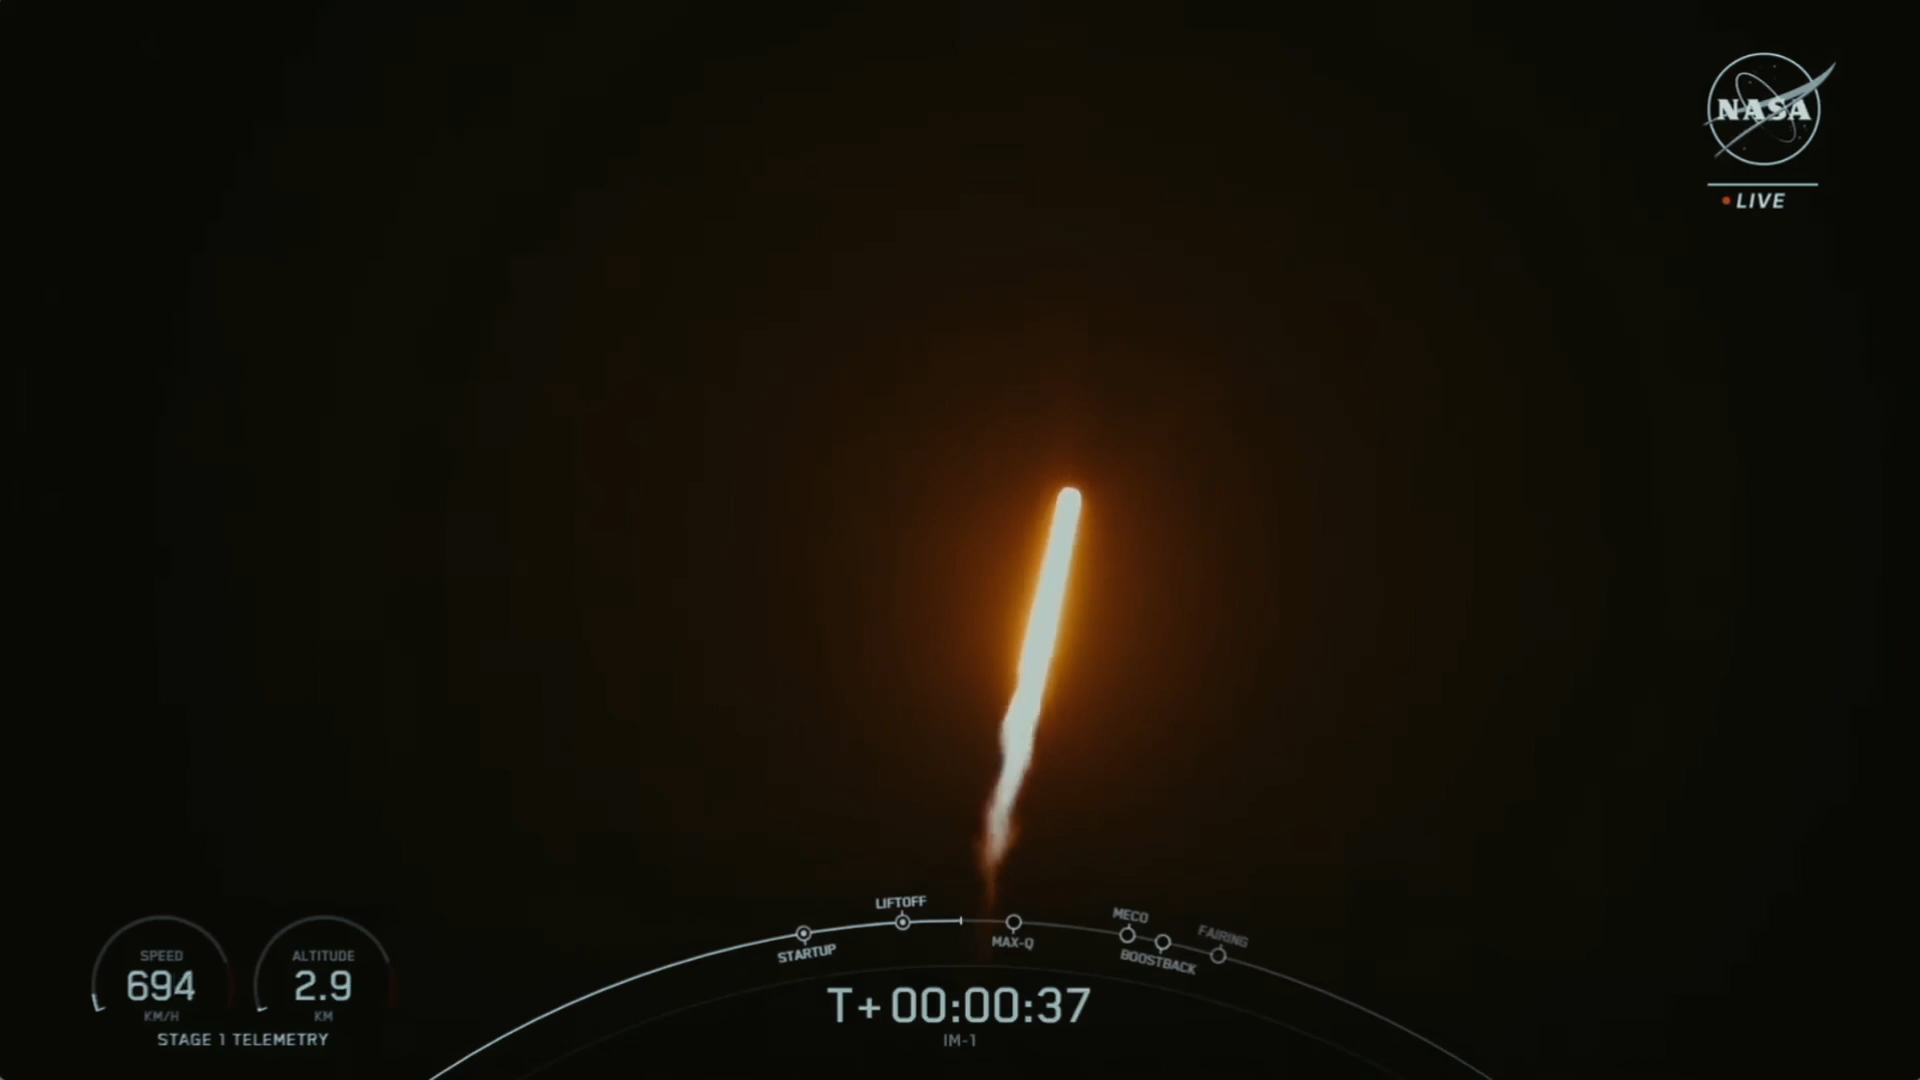 NASA
LIVE
LIFTOFF
STARTUP
MAX-Q
MECO
BOOSTBACK
FAIRING
SPEED
694
KM/H
ALTITUDE
2.9
KM
STAGE 1 TELEMETRY
T+ 00:00:37
IM-1